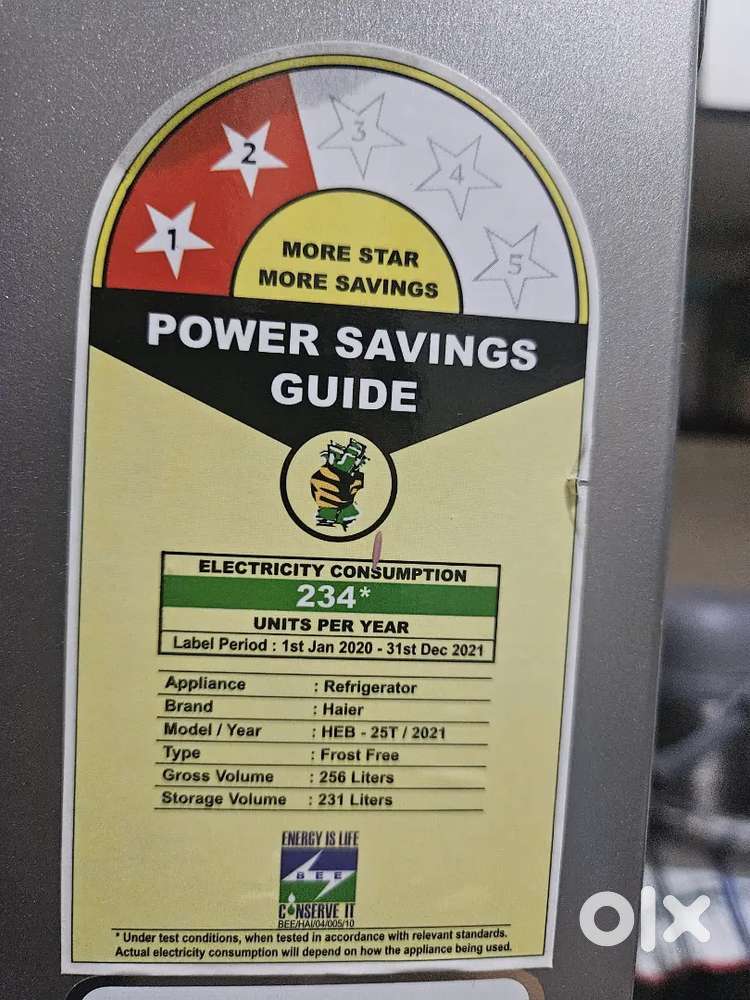 1
2
3
4
5
MORE STAR
MORE SAVINGS
POWER SAVINGS
GUIDE
ELECTRICITY CONSUMPTION
234*
UNITS PER YEAR
Label Period : 1st Jan 2020 - 31st Dec 2021
Appliance : Refrigerator
Brand : Haier
Model / Year : HEB - 25T / 2021
Type : Frost Free
Gross Volume : 256 Liters
Storage Volume : 231 Liters
ENERGY IS LIFE
BEE
CONSERVE IT
BEE/HAI/04/005/10
* Under test conditions, when tested in accordance with relevant standards.
Actual electricity consumption will depend on how the appliance being used.
olx